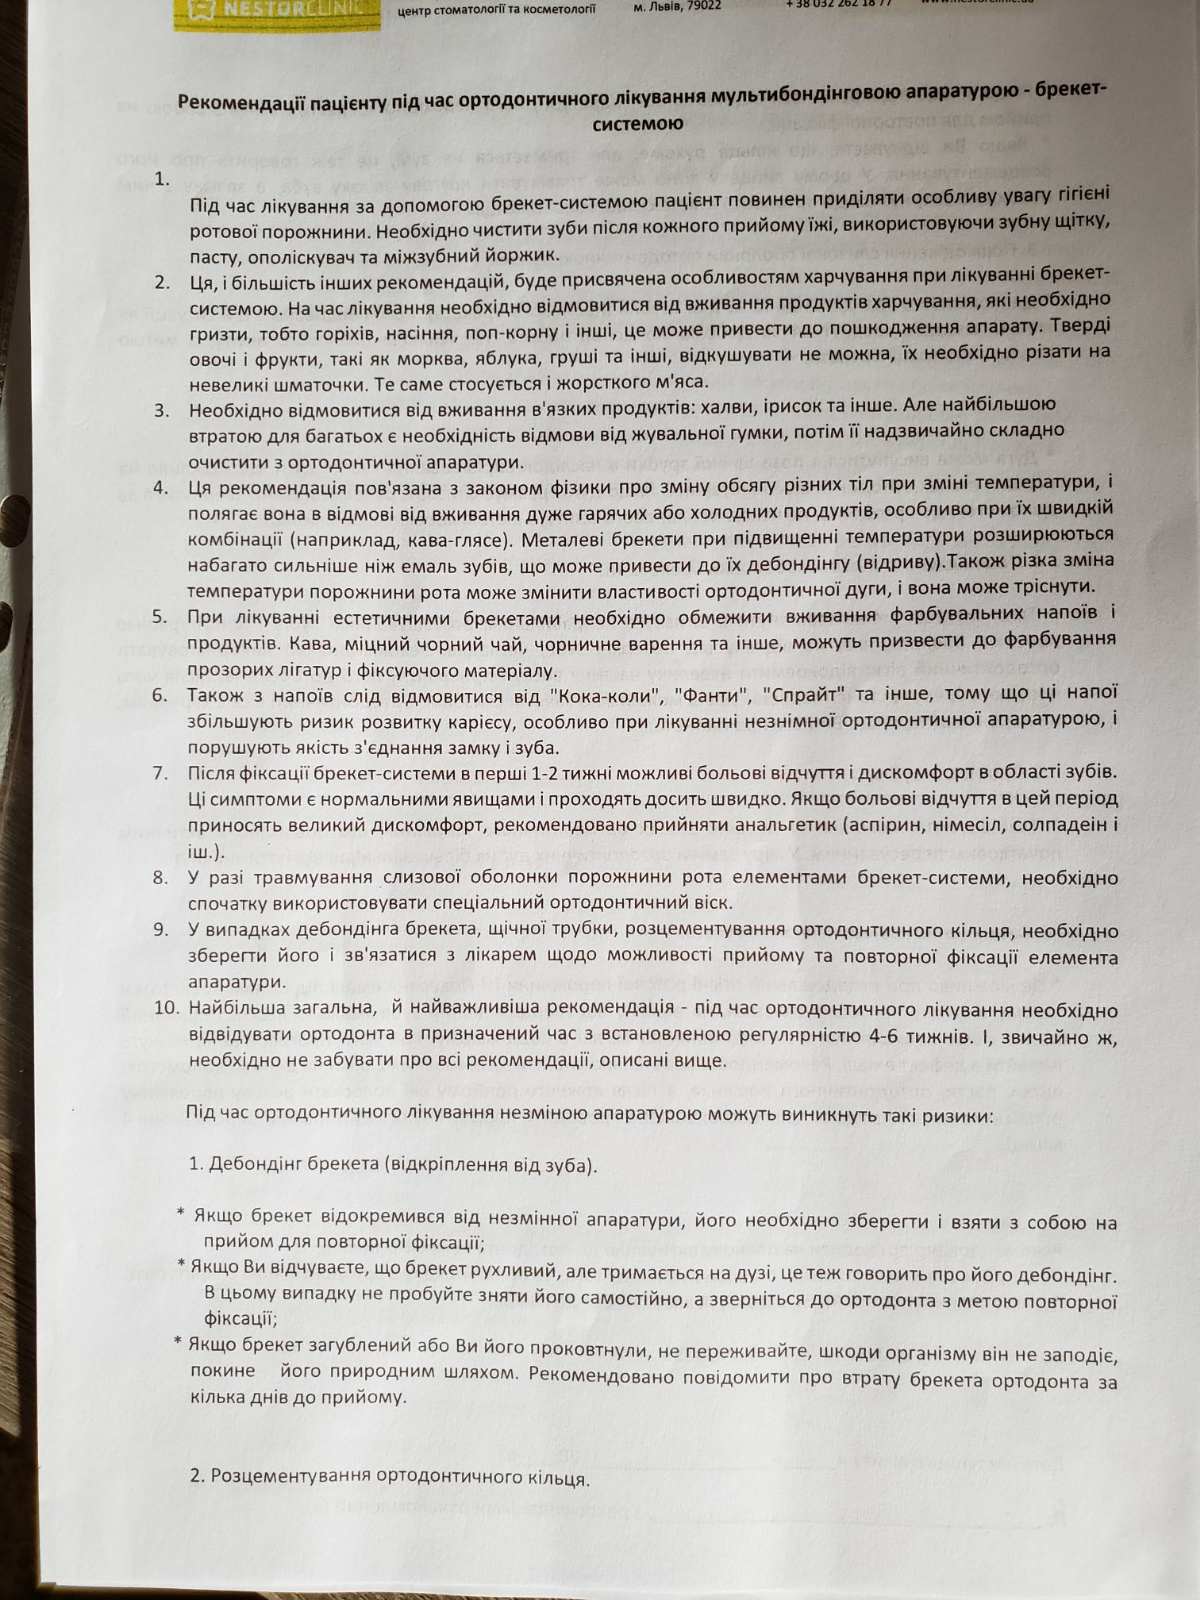 NESTORCLINIC
центр стоматології та косметології м. Львів, 79022 +38 032 262 18 77
Рекомендації пацієнту під час ортодонтичного лікування мультибондінговою апаратурою - брекет-
системою
1.
Під час лікування за допомогою брекет-системою пацієнт повинен приділяти особливу увагу гігієні
ротової порожнини. Необхідно чистити зуби після кожного прийому їжі, використовуючи зубну щітку,
пасту, ополіскувач та міжзубний йоржик.
2. Ця, і більшість інших рекомендацій, буде присвячена особливостям харчування при лікуванні брекет-
системою. На час лікування необхідно відмовитися від вживання продуктів харчування, які необхідно
гризти, тобто горіхів, насіння, поп-корну і інші, це може привести до пошкодження апарату. Тверді
овочі і фрукти, такі як морква, яблука, груші та інші, відкушувати не можна, їх необхідно різати на
невеликі шматочки. Те саме стосується і жорсткого м'яса.
3. Необхідно відмовитися від вживання в'язких продуктів: халви, ірисок та інше. Але найбільшою
втратою для багатьох є необхідність відмови від жувальної гумки, потім її надзвичайно складно
очистити з ортодонтичної апаратури.
4. Ця рекомендація пов'язана з законом фізики про зміну обсягу різних тіл при зміні температури, і
полягає вона в відмові від вживання дуже гарячих або холодних продуктів, особливо при їх швидкій
комбінації (наприклад, кава-глясе). Металеві брекети при підвищенні температури розширюються
набагато сильніше ніж емаль зубів, що може привести до їх дебондінгу (відриву).Також різка зміна
температури порожнини рота може змінити властивості ортодонтичної дуги, і вона може тріснути.
5. При лікуванні естетичними брекетами необхідно обмежити вживання фарбувальних напоїв і
продуктів. Кава, міцний чорний чай, чорничне варення та інше, можуть призвести до фарбування
прозорих лігатур і фіксуючого матеріалу.
6. Також з напоїв слід відмовитися від "Кока-коли", "Фанти", "Спрайт" та інше, тому що ці напої
збільшують ризик розвитку карієсу, особливо при лікуванні незнімної ортодонтичної апаратурою, і
порушують якість з'єднання замку і зуба.
7. Після фіксації брекет-системи в перші 1-2 тижні можливі больові відчуття і дискомфорт в області зубів.
Ці симптоми є нормальними явищами і проходять досить швидко. Якщо больові відчуття в цей період
приносять великий дискомфорт, рекомендовано прийняти анальгетик (аспірин, німесіл, солпадеін і
іш.).
8. У разі травмування слизової оболонки порожнини рота елементами брекет-системи, необхідно
спочатку використовувати спеціальний ортодонтичний віск.
9. У випадках дебондінга брекета, щічної трубки, розцементування ортодонтичного кільця, необхідно
зберегти його і зв'язатися з лікарем щодо можливості прийому та повторної фіксації елемента
апаратури.
10. Найбільша загальна, й найважливіша рекомендація - під час ортодонтичного лікування необхідно
відвідувати ортодонта в призначений час з встановленою регулярністю 4-6 тижнів. І, звичайно ж,
необхідно не забувати про всі рекомендації, описані вище.
Під час ортодонтичного лікування незміною апаратурою можуть виникнуть такі ризики:
1. Дебондінг брекета (відкріплення від зуба).
* Якщо брекет відокремився від незмінної апаратури, його необхідно зберегти і взяти з собою на
прийом для повторної фіксації;
* Якщо Ви відчуваєте, що брекет рухливий, але тримається на дузі, це теж говорить про його дебондінг.
В цьому випадку не пробуйте зняти його самостійно, а зверніться до ортодонта з метою повторної
фіксації;
* Якщо брекет загублений або Ви його проковтнули, не переживайте, шкоди організму він не заподіє,
покине його природним шляхом. Рекомендовано повідомити про втрату брекета ортодонта за
кілька днів до прийому.
2. Розцементування ортодонтичного кільця.